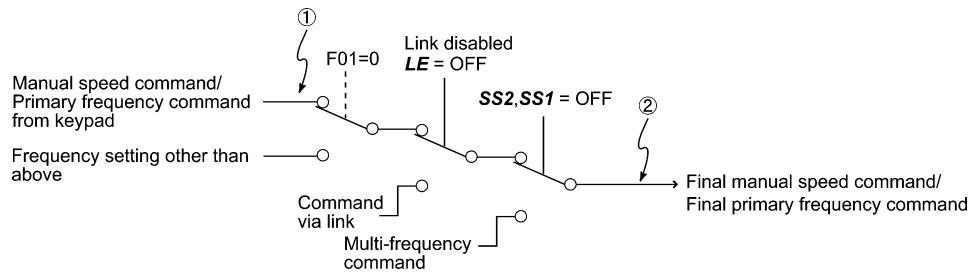 ①
F01=0
Link disabled
LE = OFF
SS2,SS1 = OFF
②
Manual speed command/
Primary frequency command
from keypad
Frequency setting other than
above
Command
via link
Multi-frequency
command
Final manual speed command/
Final primary frequency command